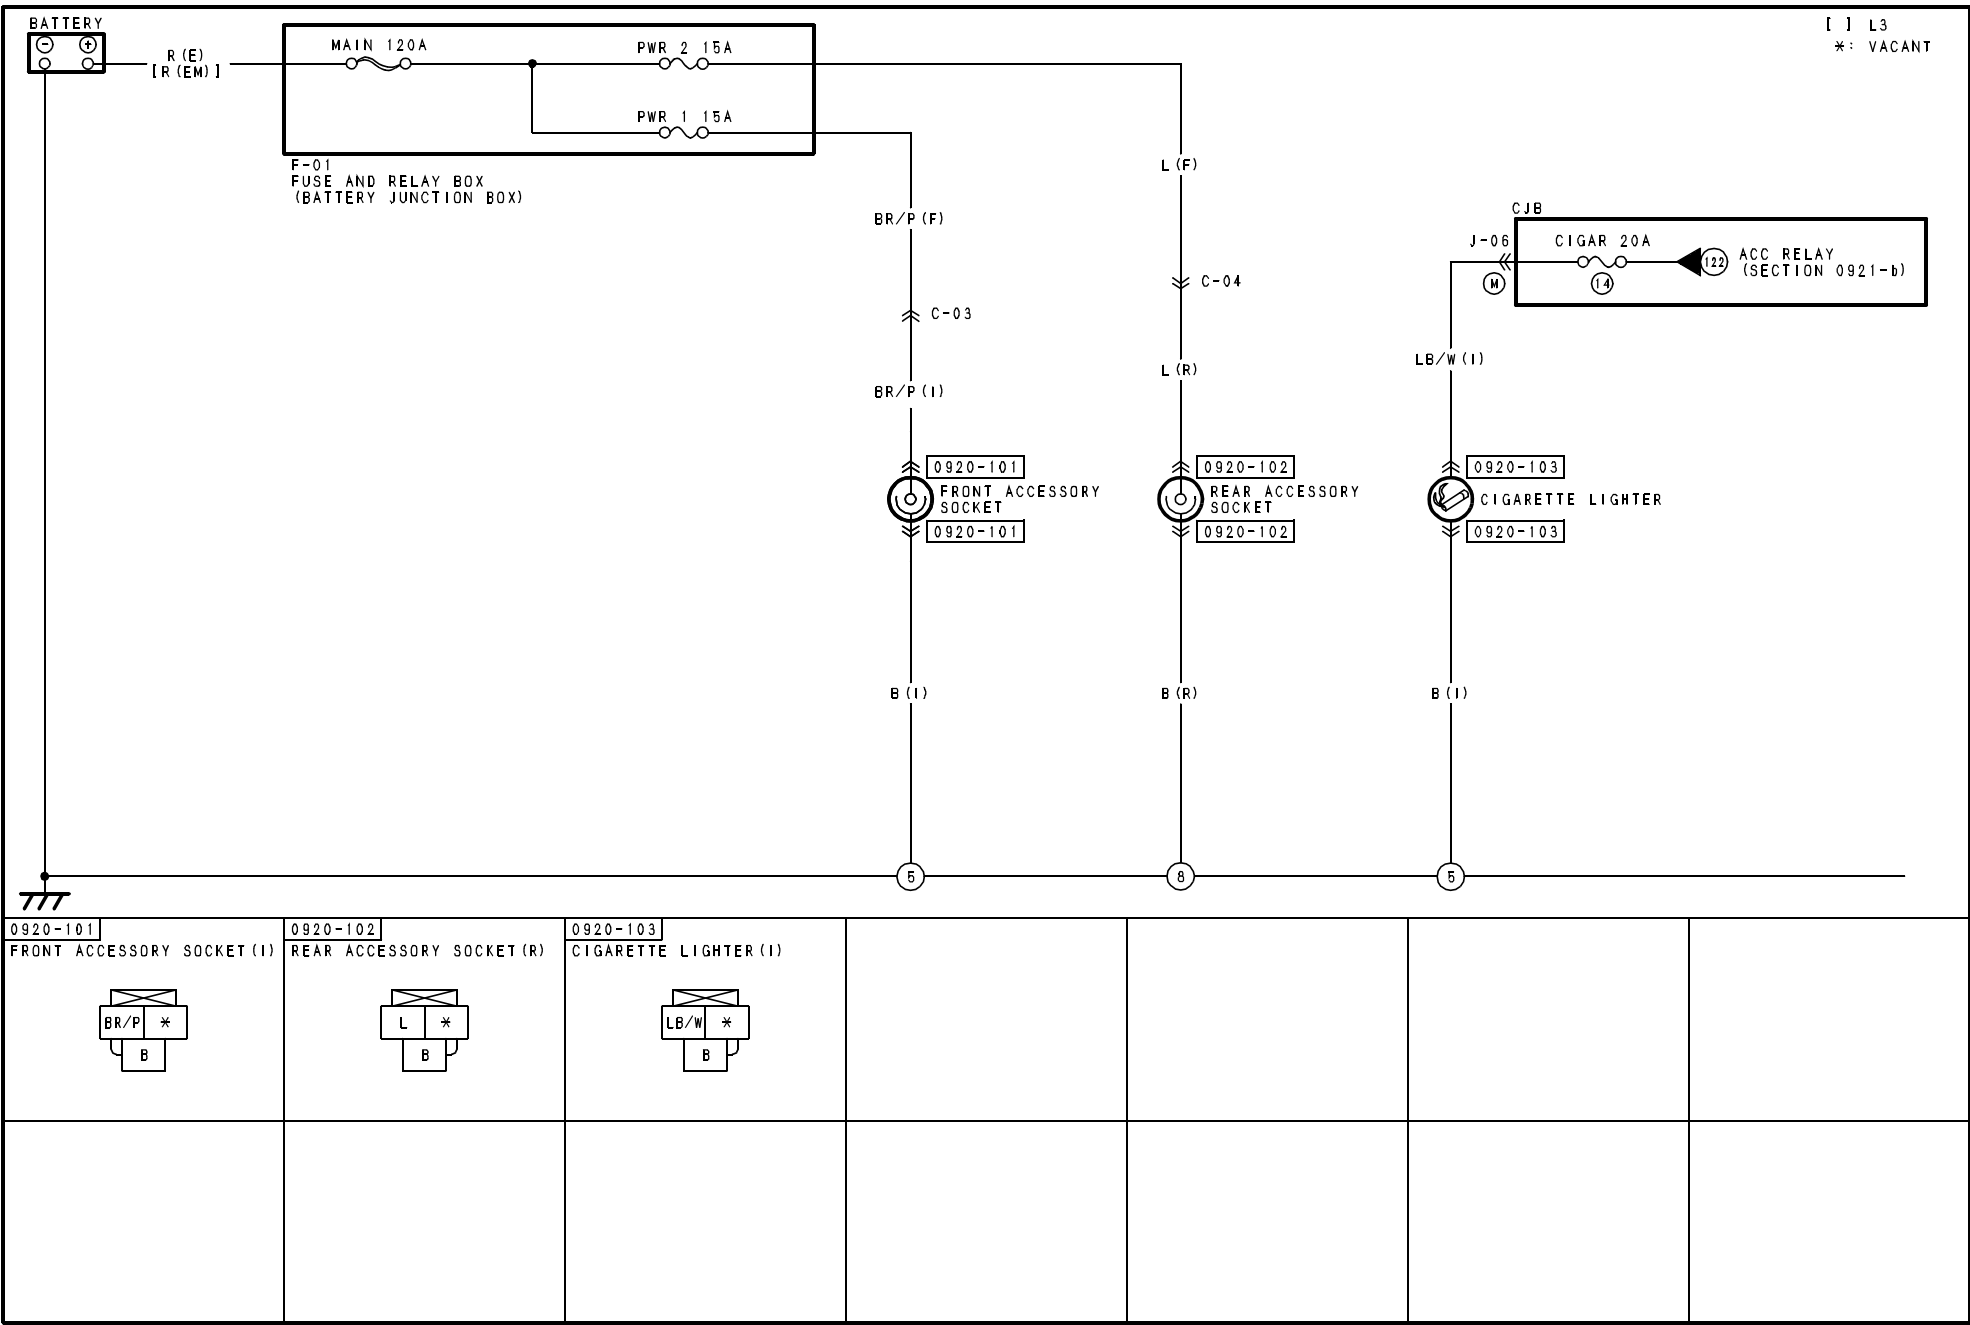 BATTERY
- +
R(E)
[R(EM)]
MAIN 120A
PWR 2 15A
PWR 1 15A
F-01
FUSE AND RELAY BOX
(BATTERY JUNCTION BOX)
[ ] L3
*: VACANT
L(F)
BR/P(F)
C-04
C-03
L(R)
BR/P(I)
CJB
J-06
CIGAR 20A
122
ACC RELAY
(SECTION 0921-b)
M
14
LB/W(I)
0920-101
FRONT ACCESSORY
SOCKET
0920-101
0920-102
REAR ACCESSORY
SOCKET
0920-102
0920-103
CIGARETTE LIGHTER
0920-103
B(I)
B(R)
B(I)
5
8
5
0920-101
FRONT ACCESSORY SOCKET(I)
BR/P *
B
0920-102
REAR ACCESSORY SOCKET(R)
L *
B
0920-103
CIGARETTE LIGHTER(I)
LB/W *
B